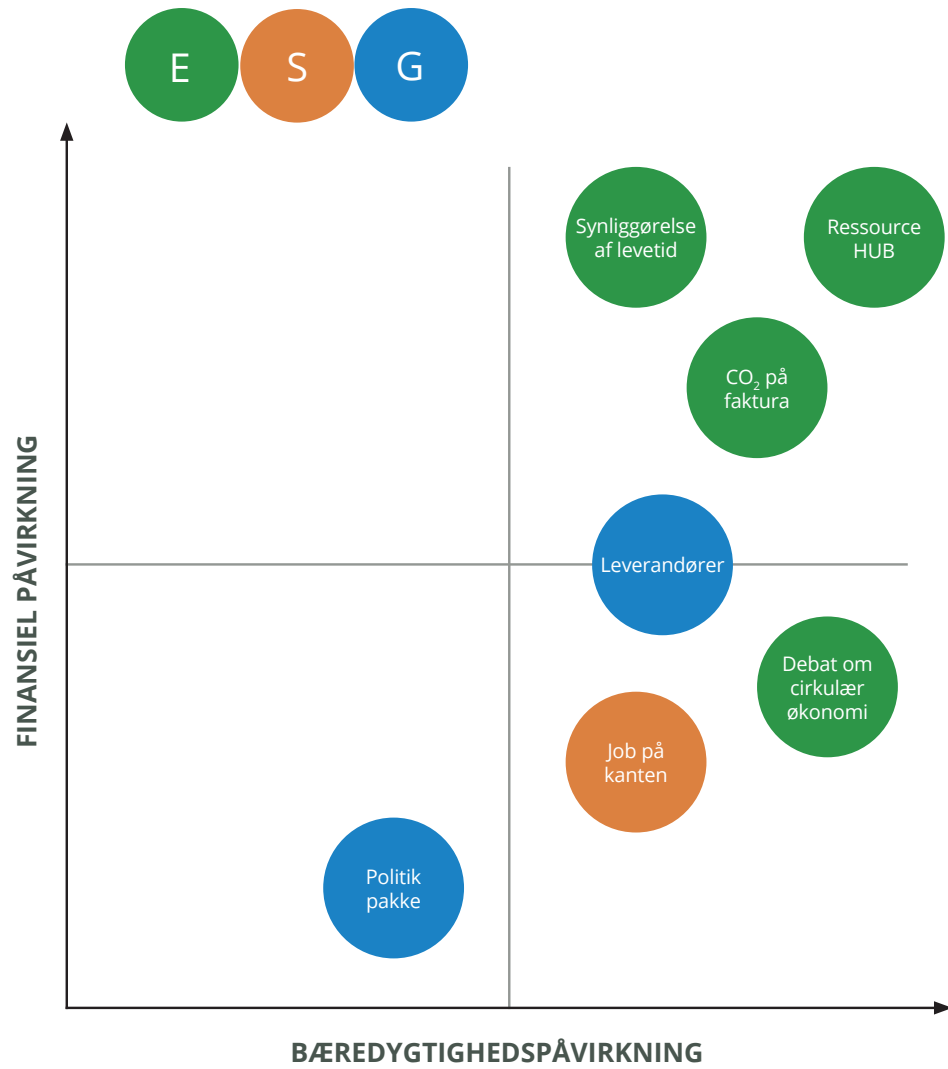 E S G
Synliggørelse
af levetid
Ressource
HUB
CO₂ på
faktura
Leverandører
Debat om
cirkulær
økonomi
Job på
kanten
Politik
pakke
FINANSIEL PÅVIRKNING
BÆREDYGTIGHEDSPÅVIRKNING